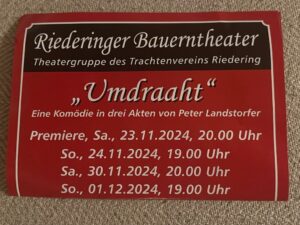 Riederinger Bauerntheater
Theatergruppe des Trachtenvereins Riedering
„Umdraaht“
Eine Komödie in drei Akten von Peter Landstorfer
Premiere, Sa., 23.11.2024, 20.00 Uhr
So., 24.11.2024, 19.00 Uhr
Sa., 30.11.2024, 20.00 Uhr
So., 01.12.2024, 19.00 Uhr